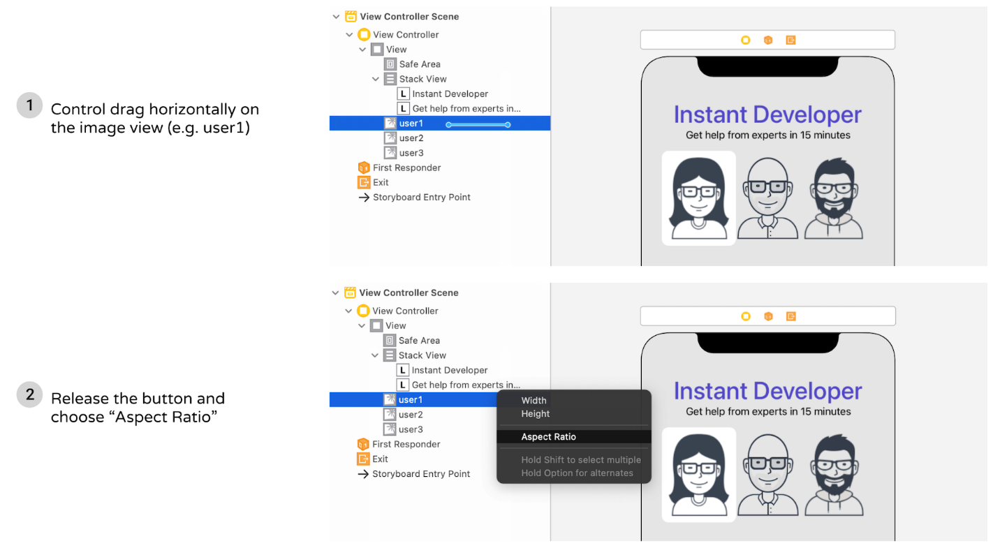 1
Control drag horizontally on
the image view (e.g. user1)
View Controller Scene
View Controller
View
Safe Area
Stack View
L Instant Developer
L Get help from experts in...
user1
user2
user3
First Responder
Exit
Storyboard Entry Point
Instant Developer
Get help from experts in 15 minutes
2
Release the button and
choose “Aspect Ratio”
View Controller Scene
View Controller
View
Safe Area
Stack View
L Instant Developer
L Get help from experts in...
user1
user2
user3
First Responder
Exit
Storyboard Entry Point
Width
Height
Aspect Ratio
Hold Shift to select multiple
Hold Option for alternates
Instant Developer
Get help from experts in 15 minutes